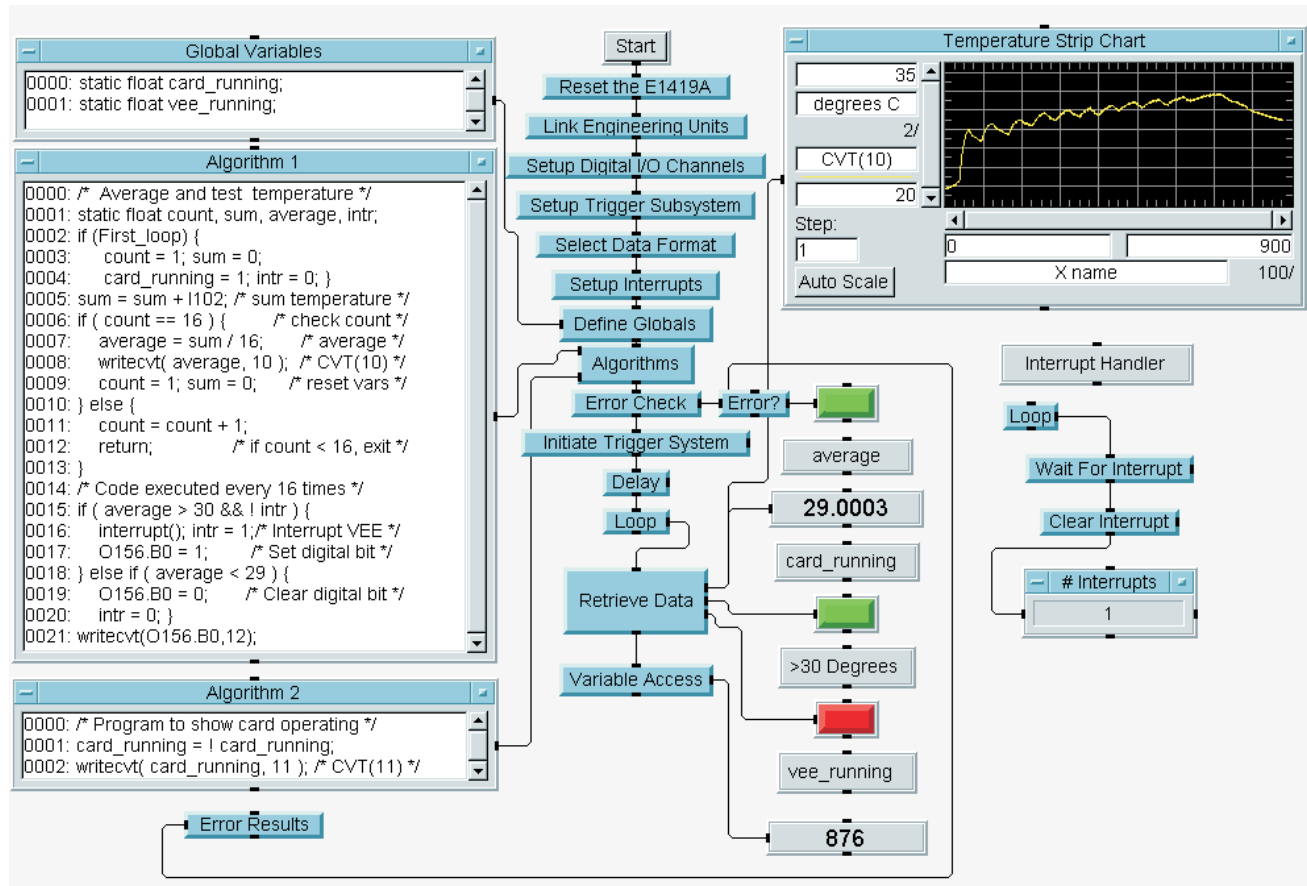 Global Variables
0000: static float card_running;
0001: static float vee_running;
Algorithm 1
0000: /*  Average and test  temperature */
0001: static float count, sum, average, intr;
0002: if (First_loop) {
0003:     count = 1; sum = 0;
0004:     card_running = 1; intr = 0; }
0005: sum = sum + I102; /* sum temperature */
0006: if ( count == 16 ) {        /* check count */
0007:    average = sum / 16;      /* average */
0008:    writecvt( average, 10 );  /* CVT(10) */
0009:    count = 1; sum = 0;    /* reset vars */
0010: } else {
0011:    count = count + 1;
0012:    return;              /* if count < 16, exit */
0013: }
0014: /* Code executed every 16 times */
0015: if ( average > 30 && ! intr ) {
0016:    interrupt(); intr = 1;/* Interrupt VEE */
0017:    O156.B0 = 1;      /* Set digital bit */
0018: } else if ( average < 29 ) {
0019:    O156.B0 = 0;    /* Clear digital bit */
0020:    intr = 0; }
0021: writecvt(O156.B0,12);
Algorithm 2
0000: /* Program to show card operating */
0001: card_running = ! card_running;
0002: writecvt( card_running, 11 ); /* CVT(11) */
Error Results
Start
Reset the E1419A
Link Engineering Units
Setup Digital I/O Channels
Setup Trigger Subsystem
Select Data Format
Setup Interrupts
Define Globals
Algorithms
Error Check
Error?
Initiate Trigger System
Delay
Loop
Retrieve Data
Variable Access
average
29.0003
card_running
>30 Degrees
vee_running
876
Temperature Strip Chart
35
degrees C
2/
CVT(10)
20
Step:
1
Auto Scale
0
900
X name
100/
Interrupt Handler
Loop
Wait For Interrupt
Clear Interrupt
# Interrupts
1